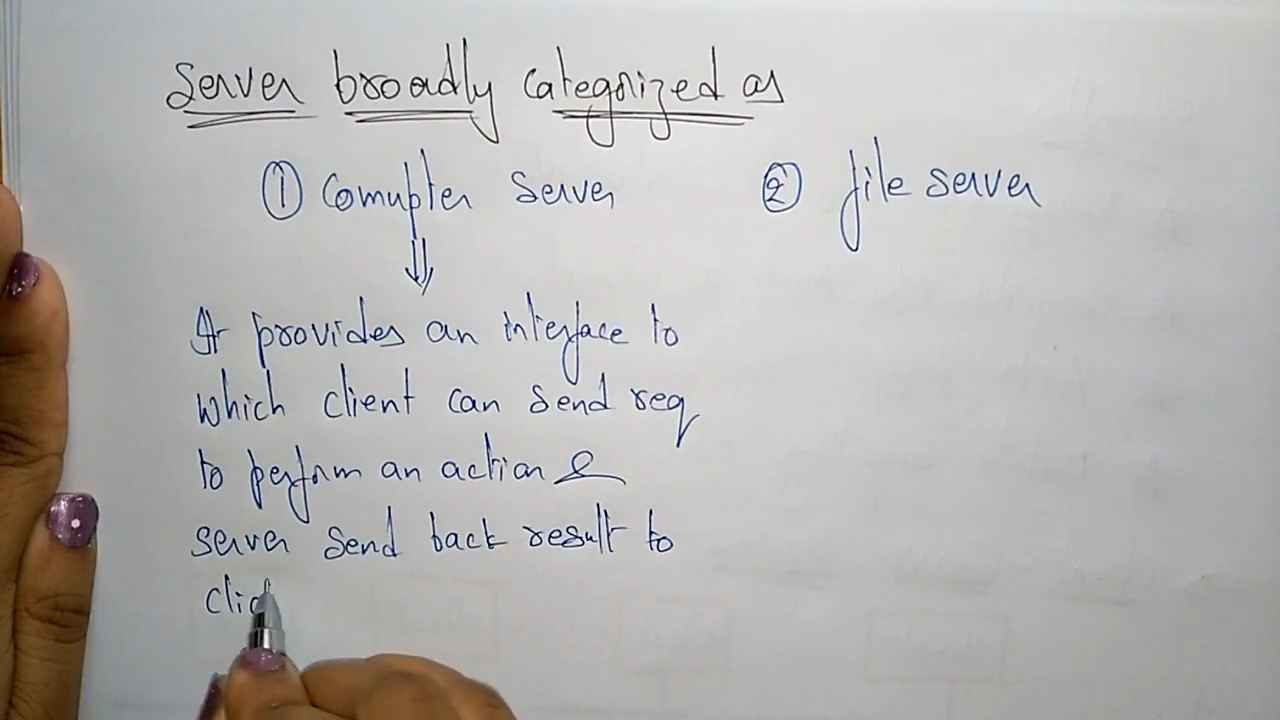 Server broadly categorized as
① Comupter Server ② file server
It provides an interface to
which client can send req
to perform an action &
server send back result to
clie